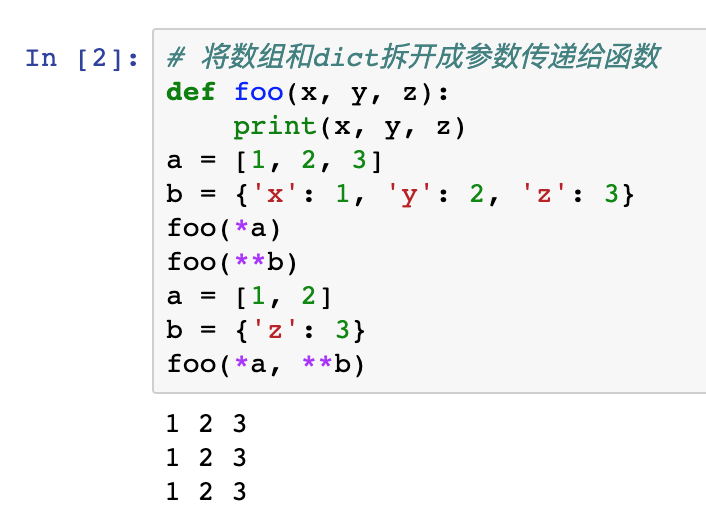 In [2]:
# 将数组和dict拆开成参数传递给函数
def foo(x, y, z):
    print(x, y, z)
a = [1, 2, 3]
b = {'x': 1, 'y': 2, 'z': 3}
foo(*a)
foo(**b)
a = [1, 2]
b = {'z': 3}
foo(*a, **b)
1 2 3
1 2 3
1 2 3